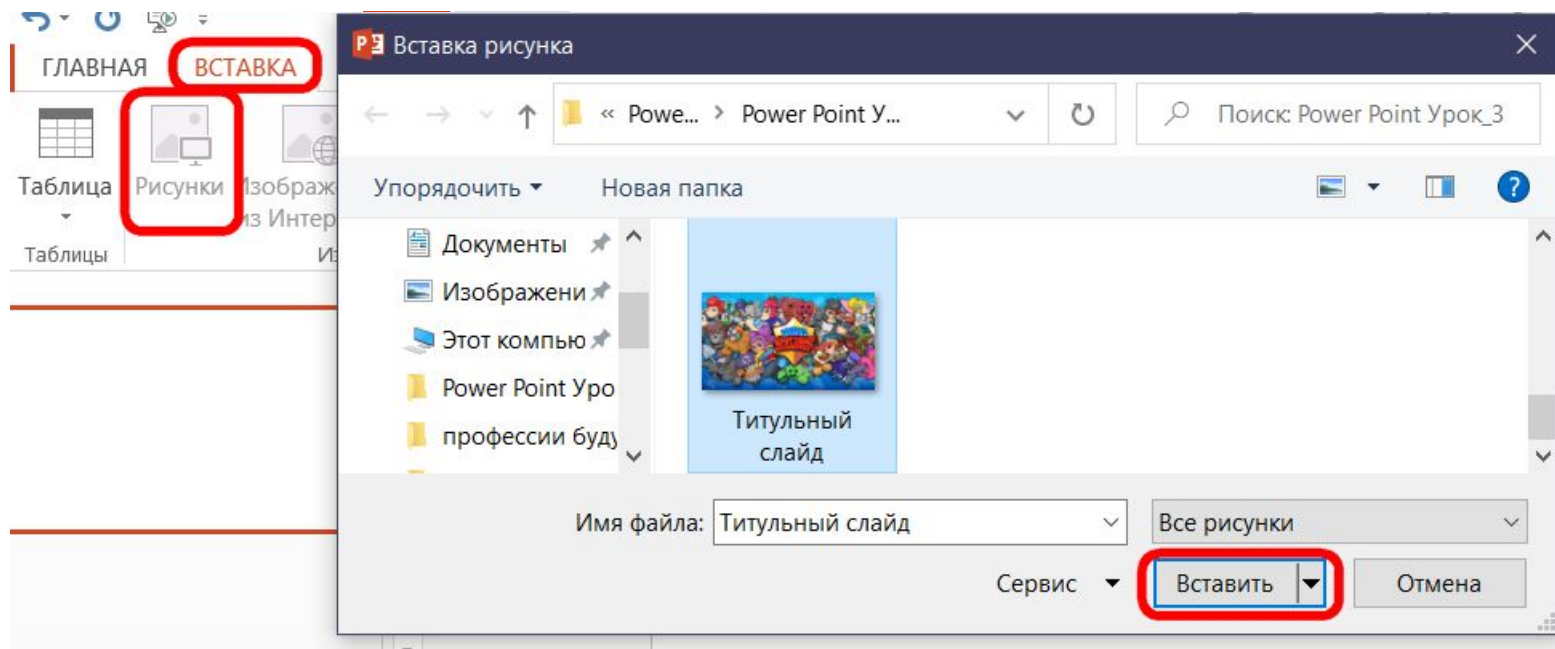 ГЛАВНАЯ ВСТАВКА
Таблица
Рисунки
Изображ
из Интер
Таблицы
Из
P3 Вставка рисунка
« Powe... > Power Point У...
Поиск: Power Point Урок_3
Упорядочить
Новая папка
?
Документы
Изображени
Этот компью
Power Point Уро
профессии буду
Титульный
слайд
Имя файла: Титульный слайд
Все рисунки
Сервис
Вставить
Отмена